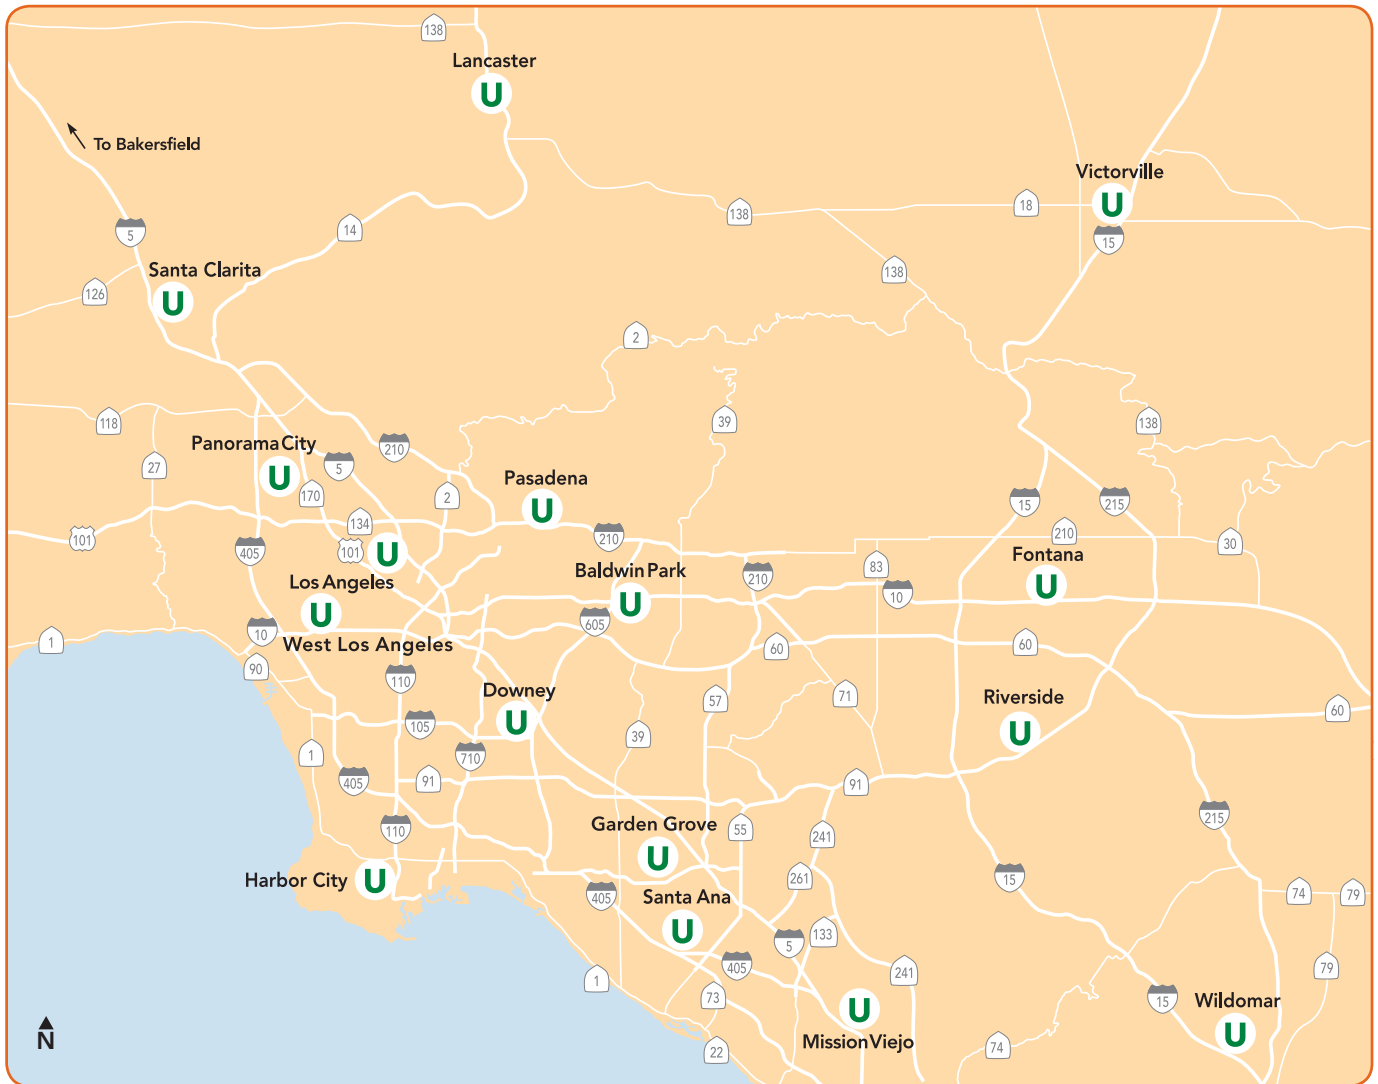 138
Lancaster
U
To Bakersfield
Victorville
U
18
138
14
5
15
Santa Clarita
138
126
U
2
118
39
138
Panorama City
210
5
27
U
170
2
Pasadena
U
15
215
134
101
210
210
30
405
101
U
Fontana
Baldwin Park
83
210
Los Angeles
U
10
U
U
605
10
1
West Los Angeles
60
60
90
110
Downey
57
71
Riverside
60
U
105
39
U
1
710
405
91
91
215
Garden Grove
110
55
241
U
Harbor City
U
261
15
405
Santa Ana
74
79
U
133
5
405
241
79
1
73
15
Wildomar
U
U
N
Mission Viejo
74
22